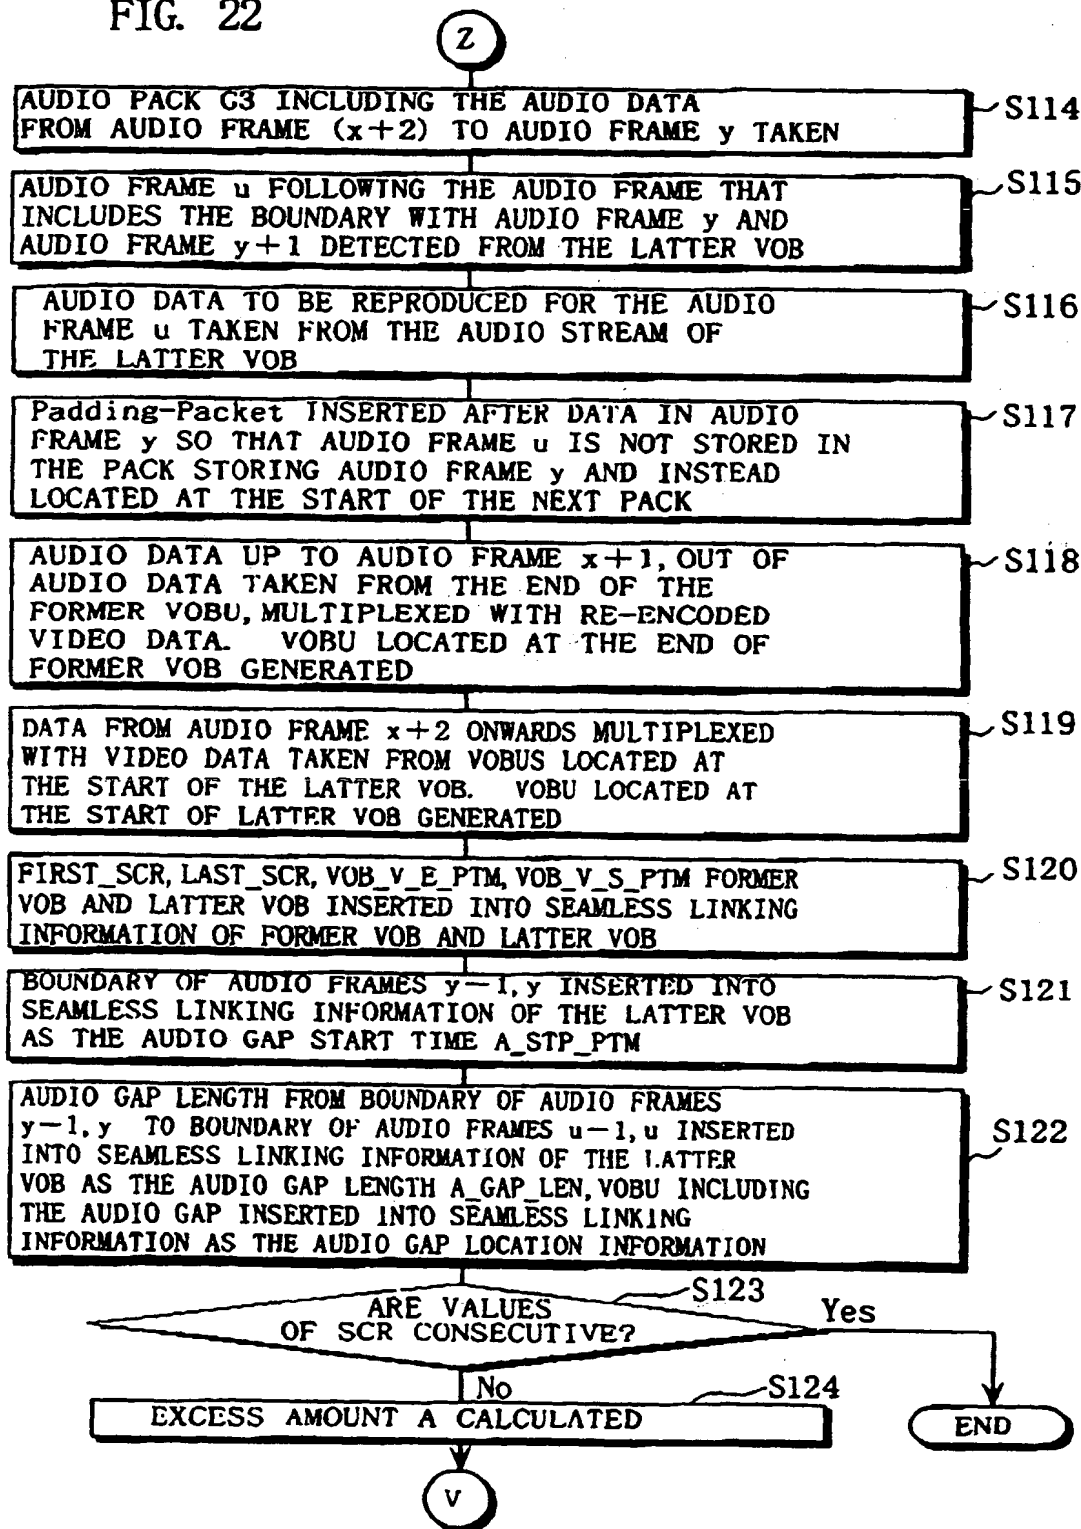 FIG. 22
Z
AUDIO PACK G3 INCLUDING THE AUDIO DATA
FROM AUDIO FRAME (x+2) TO AUDIO FRAME y TAKEN
S114
AUDIO FRAME u FOLLOWING THE AUDIO FRAME THAT
INCLUDES THE BOUNDARY WITH AUDIO FRAME y AND
AUDIO FRAME y+1 DETECTED FROM THE LATTER VOB
S115
AUDIO DATA TO BE REPRODUCED FOR THE AUDIO
FRAME u TAKEN FROM THE AUDIO STREAM OF
THE LATTER VOB
S116
Padding-Packet INSERTED AFTER DATA IN AUDIO
FRAME y SO THAT AUDIO FRAME u IS NOT STORED IN
THE PACK STORING AUDIO FRAME y AND INSTEAD
LOCATED AT THE START OF THE NEXT PACK
S117
AUDIO DATA UP TO AUDIO FRAME x+1, OUT OF
AUDIO DATA TAKEN FROM THE END OF THE
FORMER VOBU, MULTIPLEXED WITH RE-ENCODED
VIDEO DATA. VOBU LOCATED AT THE END OF
FORMER VOB GENERATED
S118
DATA FROM AUDIO FRAME x+2 ONWARDS MULTIPLEXED
WITH VIDEO DATA TAKEN FROM VOBUS LOCATED AT
THE START OF THE LATTER VOB. VOBU LOCATED AT
THE START OF LATTER VOB GENERATED
S119
FIRST_SCR, LAST_SCR, VOB_V_E_PTM, VOB_V_S_PTM FORMER
VOB AND LATTER VOB INSERTED INTO SEAMLESS LINKING
INFORMATION OF FORMER VOB AND LATTER VOB
S120
BOUNDARY OF AUDIO FRAMES y-1, y INSERTED INTO
SEAMLESS LINKING INFORMATION OF THE LATTER VOB
AS THE AUDIO GAP START TIME A_STP_PTM
S121
AUDIO GAP LENGTH FROM BOUNDARY OF AUDIO FRAMES
y-1, y TO BOUNDARY OF AUDIO FRAMES u-1, u INSERTED
INTO SEAMLESS LINKING INFORMATION OF THE LATTER
VOB AS THE AUDIO GAP LENGTH A_GAP_LEN, VOBU INCLUDING
THE AUDIO GAP INSERTED INTO SEAMLESS LINKING
INFORMATION AS THE AUDIO GAP LOCATION INFORMATION
S122
S123
ARE VALUES
OF SCR CONSECUTIVE?
Yes
No
S124
EXCESS AMOUNT A CALCULATED
END
V